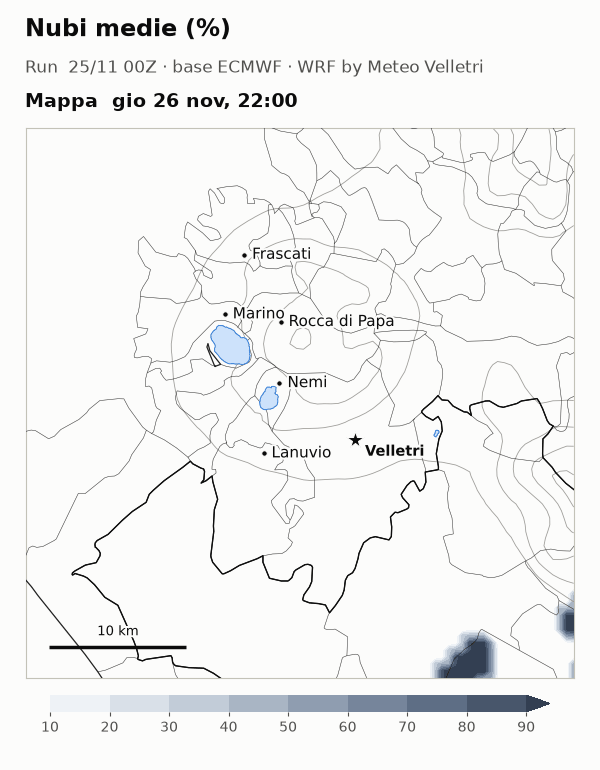 Nubi medie (%)
Run  25/11 00Z · base ECMWF · WRF by Meteo Velletri
Mappa  gio 26 nov, 22:00
Frascati
Marino
Rocca di Papa
Nemi
Lanuvio
Velletri
10 km
10 20 30 40 50 60 70 80 90